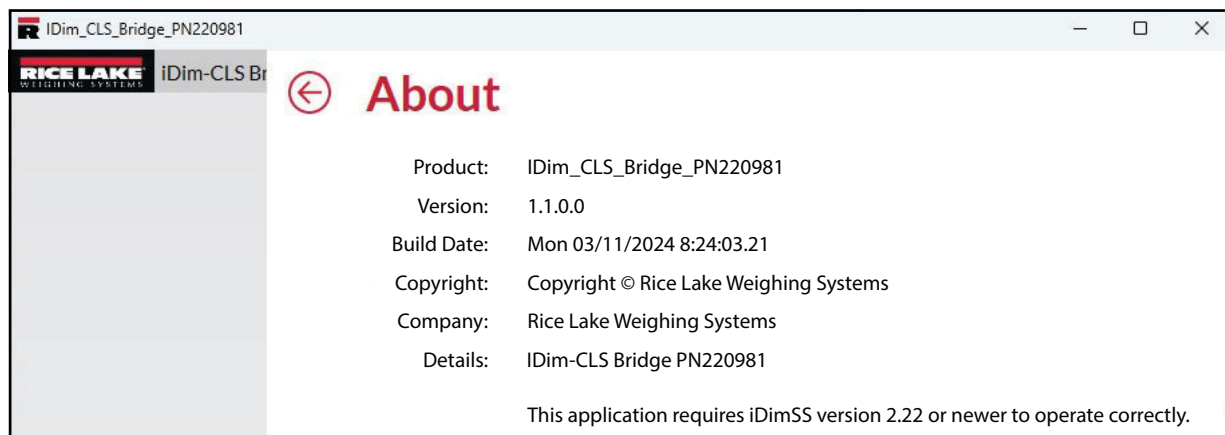 IDim_CLS_Bridge_PN220981
RICE LAKE
WEIGHING SYSTEMS
iDim-CLS Br
About
Product: IDim_CLS_Bridge_PN220981
Version: 1.1.0.0
Build Date: Mon 03/11/2024 8:24:03.21
Copyright: Copyright © Rice Lake Weighing Systems
Company: Rice Lake Weighing Systems
Details: IDim-CLS Bridge PN220981
This application requires iDimSS version 2.22 or newer to operate correctly.